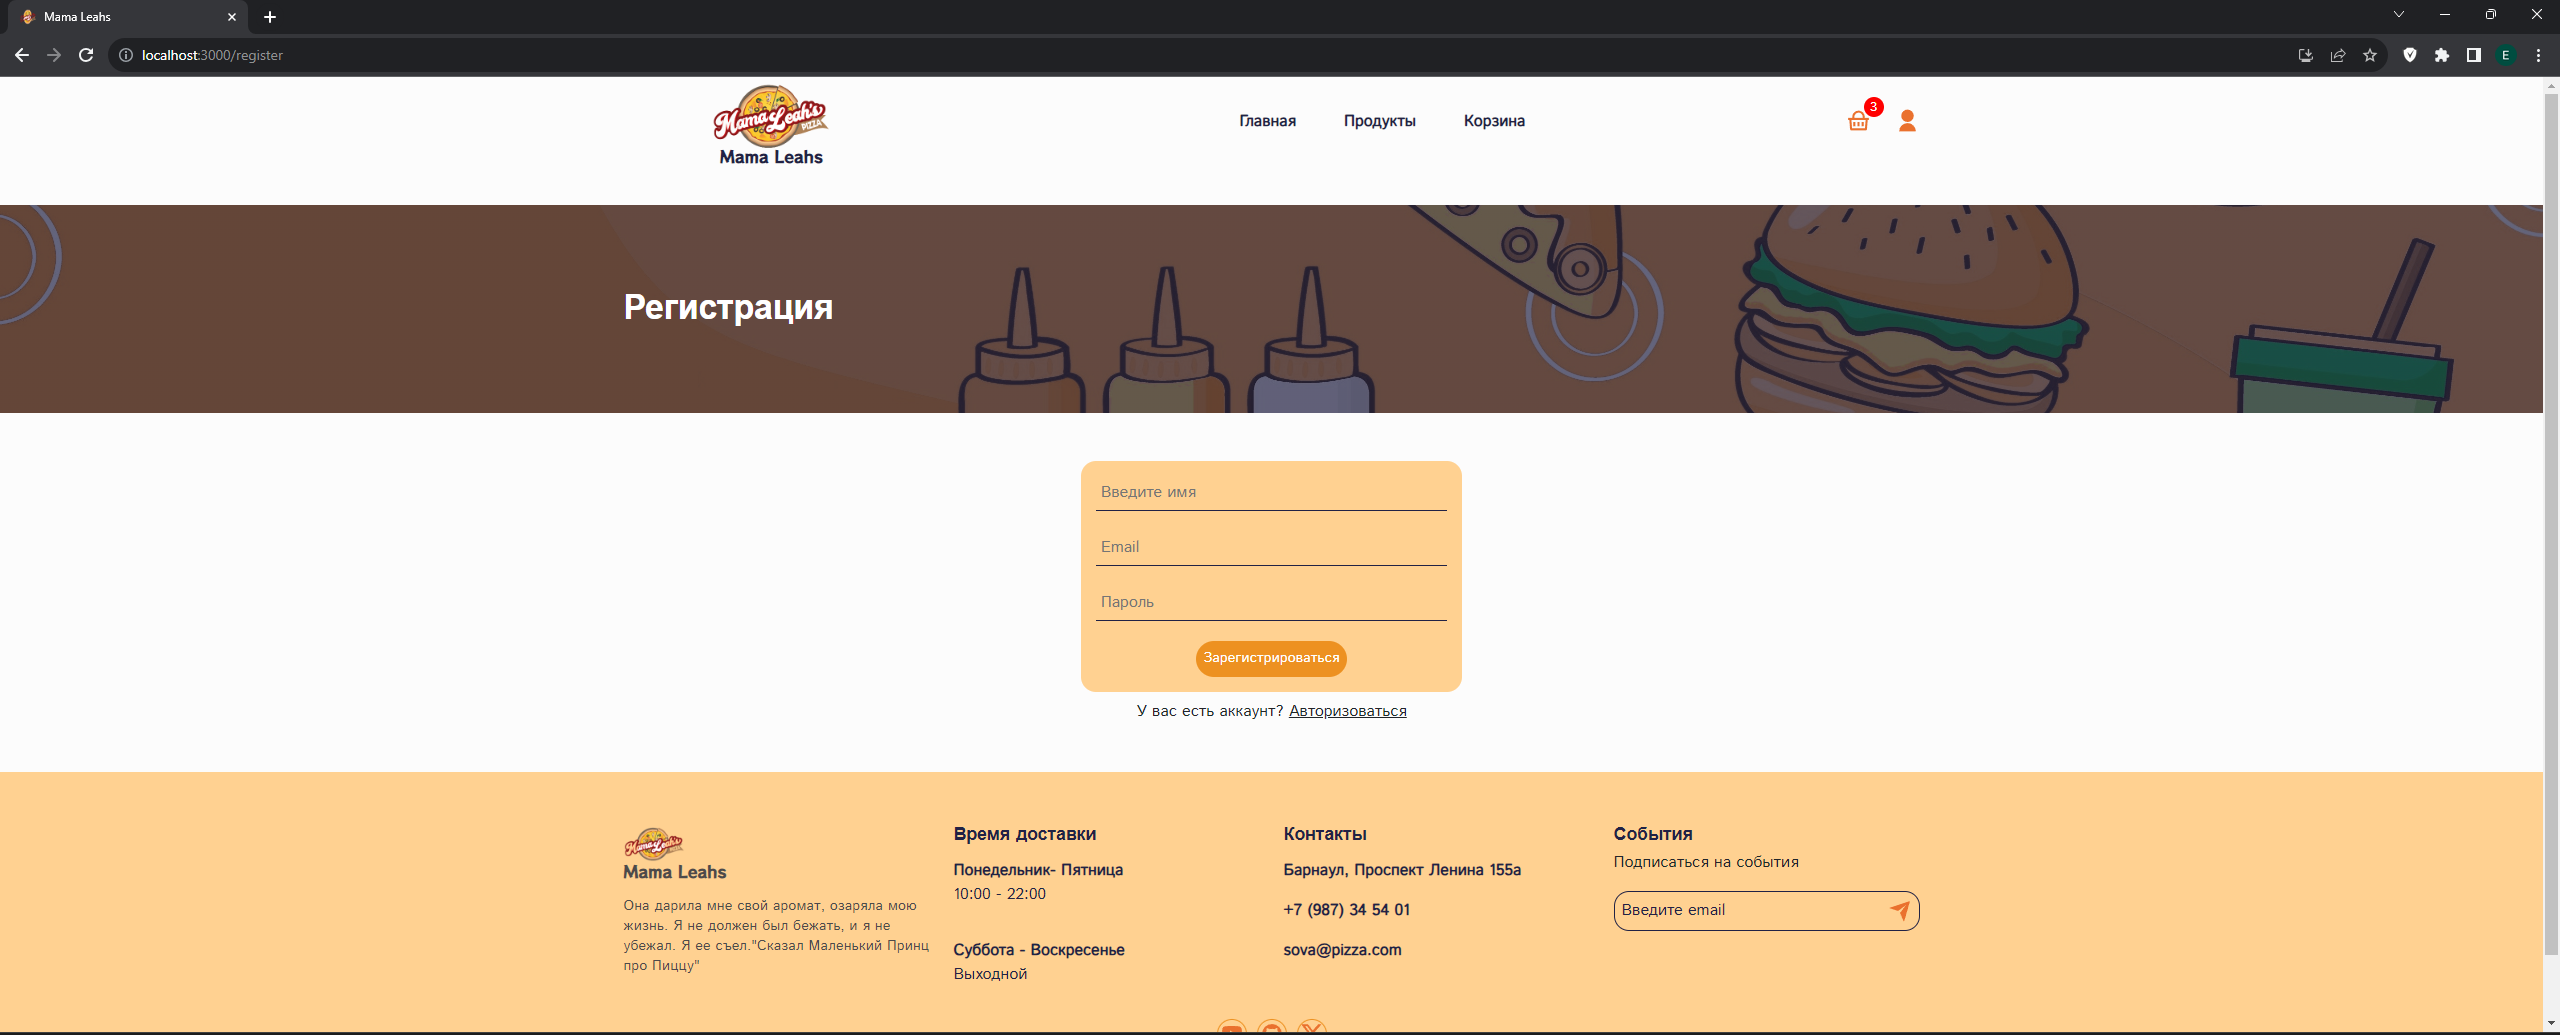 Mama Leahs
localhost:3000/register
E
Mama Leah's
PIZZA
Mama Leahs
Главная
Продукты
Корзина
3
Регистрация
Введите имя
Email
Пароль
Зарегистрироваться
У вас есть аккаунт? Авторизоваться
Mama Leah's
Mama Leahs
Она дарила мне свой аромат, озаряла мою
жизнь. Я не должен был бежать, и я не
убежал. Я ее съел."Сказал Маленький Принц
про Пиццу"
Время доставки
Понедельник- Пятница
10:00 - 22:00
Суббота - Воскресенье
Выходной
Контакты
Барнаул, Проспект Ленина 155а
+7 (987) 34 54 01
sova@pizza.com
События
Подписаться на события
Введите email